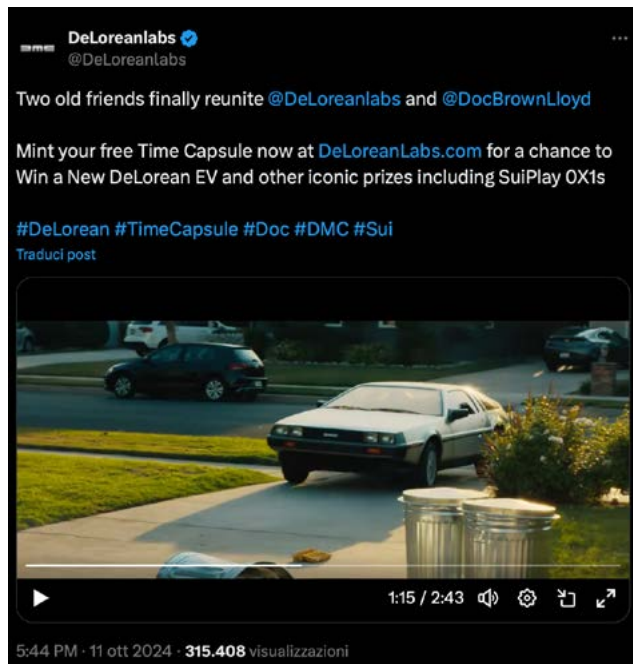 DeLoreanlabs
@DeLoreanlabs
Two old friends finally reunite @DeLoreanlabs and @DocBrownLloyd
Mint your free Time Capsule now at DeLoreanLabs.com for a chance to
Win a New DeLorean EV and other iconic prizes including SuiPlay 0X1s
#DeLorean #TimeCapsule #Doc #DMC #Sui
Traduci post
1:15 / 2:43
5:44 PM · 11 ott 2024 · 315.408 visualizzazioni